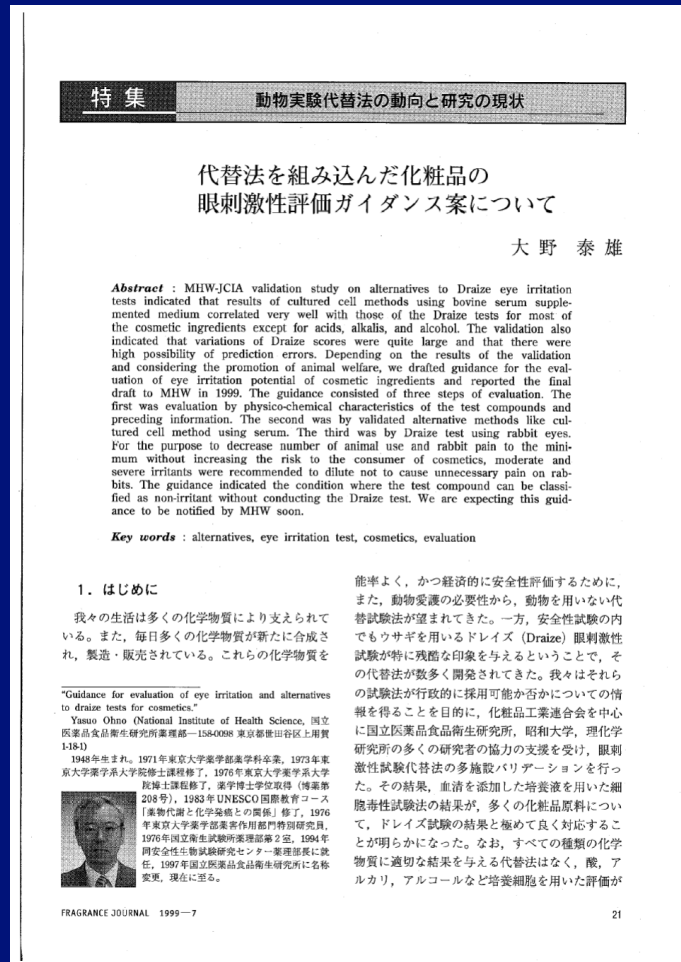 特 集
動物実験代替法の動向と研究の現状
代替法を組み込んだ化粧品の
眼刺激性評価ガイダンス案について
大 野 泰 雄
Abstract : MHW-JCIA validation study on alternatives to Draize eye irritation
tests indicated that results of cultured cell methods using bovine serum supple-
mented medium correlated very well with those of the Draize tests for most of
the cosmetic ingredients except for acids, alkalis, and alcohol. The validation also
indicated that variations of Draize scores were quite large and that there were
high possibility of prediction errors. Depending on the results of the validation
and considering the promotion of animal welfare, we drafted guidance for the eval-
uation of eye irritation potential of cosmetic ingredients and reported the final
draft to MHW in 1999. The guidance consisted of three steps of evaluation. The
first was evaluation by physico-chemical characteristics of the test compounds and
preceding information. The second was by validated alternative methods like cul-
tured cell method using serum. The third was by Draize test using rabbit eyes.
For the purpose to decrease number of animal use and rabbit pain to the mini-
mum without increasing the risk to the consumer of cosmetics, moderate and
severe irritants were recommended to dilute not to cause unnecessary pain on rab-
bits. The guidance indicated the condition where the test compound can be classi-
fied as non-irritant without conducting the Draize test. We are expecting this guid-
ance to be notified by MHW soon.
Key words : alternatives, eye irritation test, cosmetics, evaluation
1．はじめに
我々の生活は多くの化学物質により支えられて
いる。また，毎日多くの化学物質が新たに合成さ
れ，製造・販売されている。これらの化学物質を
"Guidance for evaluation of eye irritation and alternatives
to tests for cosmetics."
Yasuo Ohno (National Institute of Health Science, 国立
医薬品食品衛生研究所薬理部―158-0098 東京都世田谷区上用賀
1-18-1)
1948年生まれ。1971年東京大学薬学部薬学科卒業，1973年東
京大学薬学系大学院修士課程修了，1976年東京大学薬学系大学
院博士課程修了，薬学博士学位取得（博薬第
208号），1983年UNESCO国際教育コース
「薬物代謝と化学発癌との関係」修了，1976
年東京大学薬学部薬害作用部門特別研究員，
1976年国立衛生試験所薬理部第2室，1994年
同安全性生物試験研究センター薬理部長に就
任，1997年国立医薬品食品衛生研究所に名称
変更，現在に至る。
能率よく，かつ経済的に安全性評価するために，
また，動物愛護の必要性から，動物を用いない代
替試験法が望まれてきた。一方，安全性試験の内
でもウサギを用いるドレイズ（Draize）眼刺激性
試験が特に残酷な印象を与えるということで，そ
の代替法が数多く開発されてきた。我々はそれら
の試験法が行政的に採用可能か否かについての情
報を得ることを目的に，化粧品工業連合会を中心
に国立医薬品食品衛生研究所，昭和大学，理化学
研究所の多くの研究者の協力の支援を受け，眼刺
激性試験代替法の多施設バリデーションを行っ
た。その結果，血清を添加した培養液を用いた細
胞毒性試験法の結果が，多くの化粧品原料につい
て，ドレイズ試験の結果と極めて良く対応するこ
とが明らかになった。なお，すべての種類の化学
物質に適切な結果を与える代替法はなく，酸，ア
ルカリ，アルコールなど培養細胞を用いた評価が
FRAGRANCE JOURNAL 1999―7
21